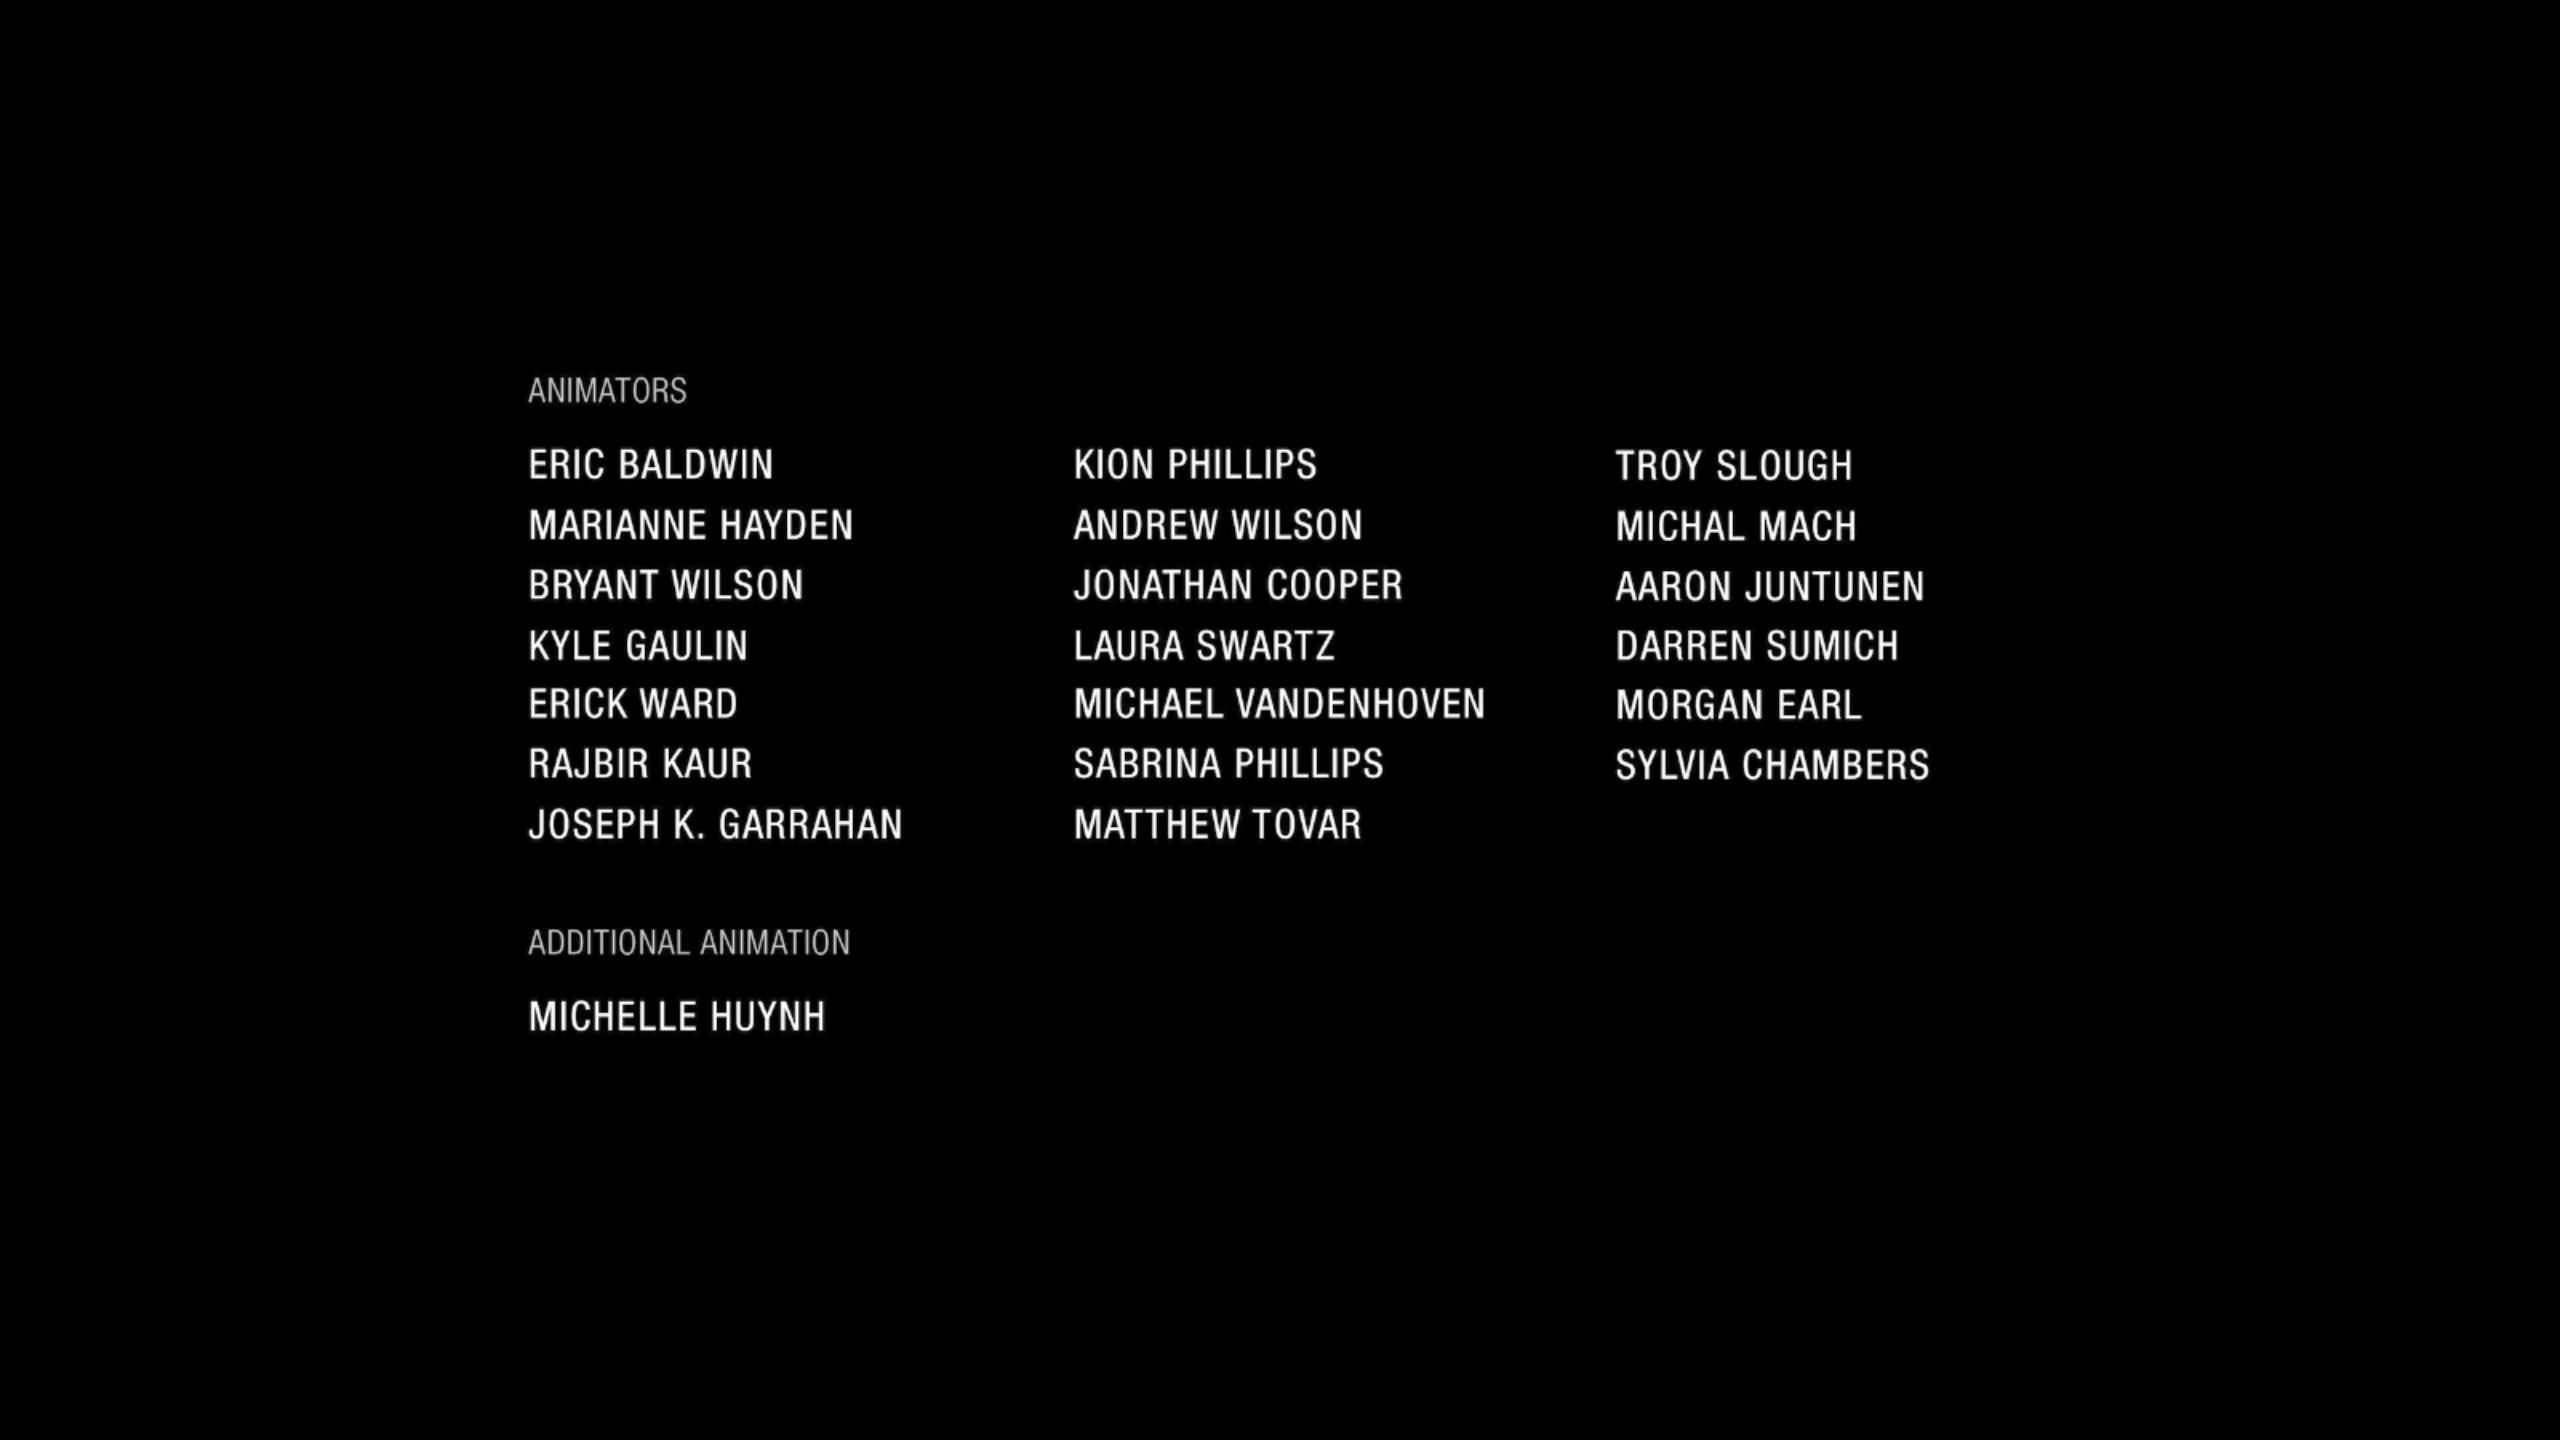 ANIMATORS
ERIC BALDWIN
MARIANNE HAYDEN
BRYANT WILSON
KYLE GAULIN
ERICK WARD
RAJBIR KAUR
JOSEPH K. GARRAHAN
KION PHILLIPS
ANDREW WILSON
JONATHAN COOPER
LAURA SWARTZ
MICHAEL VANDENHOVEN
SABRINA PHILLIPS
MATTHEW TOVAR
TROY SLOUGH
MICHAL MACH
AARON JUNTUNEN
DARREN SUMICH
MORGAN EARL
SYLVIA CHAMBERS
ADDITIONAL ANIMATION
MICHELLE HUYNH